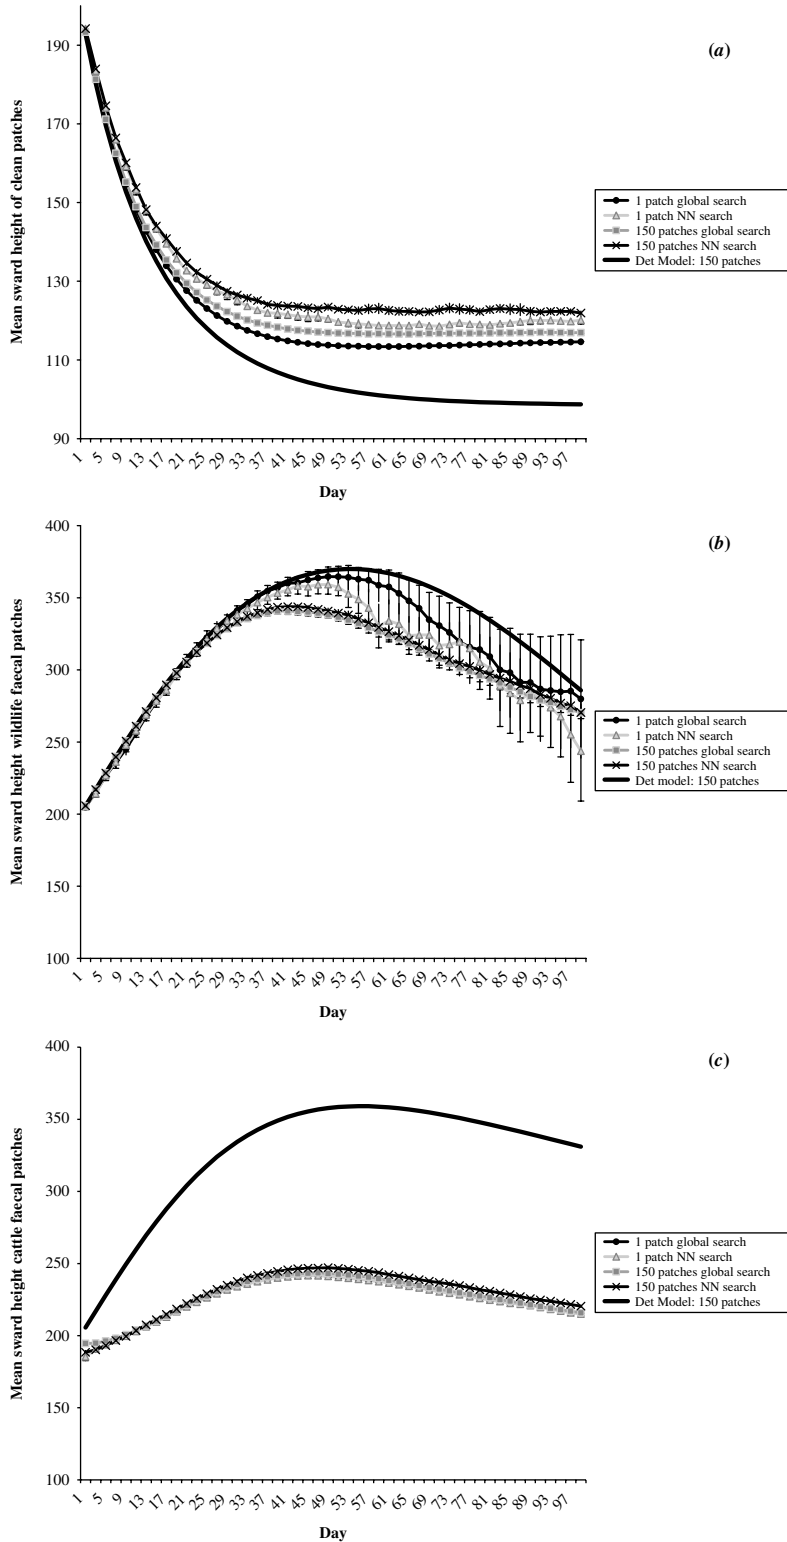 (a)
Mean sward height of clean patches
190
170
150
130
110
90
1 5 9 13 17 21 25 29 33 37 41 45 49 53 57 61 65 69 73 77 81 85 89 93 97
Day
1 patch global search
1 patch NN search
150 patches global search
150 patches NN search
Det Model: 150 patches
(b)
Mean sward height wildlife faecal patches
400
350
300
250
200
150
100
1 5 9 13 17 21 25 29 33 37 41 45 49 53 57 61 65 69 73 77 81 85 89 93 97
Day
1 patch global search
1 patch NN search
150 patches global search
150 patches NN search
Det model: 150 patches
(c)
Mean sward height cattle faecal patches
400
350
300
250
200
150
100
1 5 9 13 17 21 25 29 33 37 41 45 49 53 57 61 65 69 73 77 81 85 89 93 97
Day
1 patch global search
1 patch NN search
150 patches global search
150 patches NN search
Det Model: 150 patches